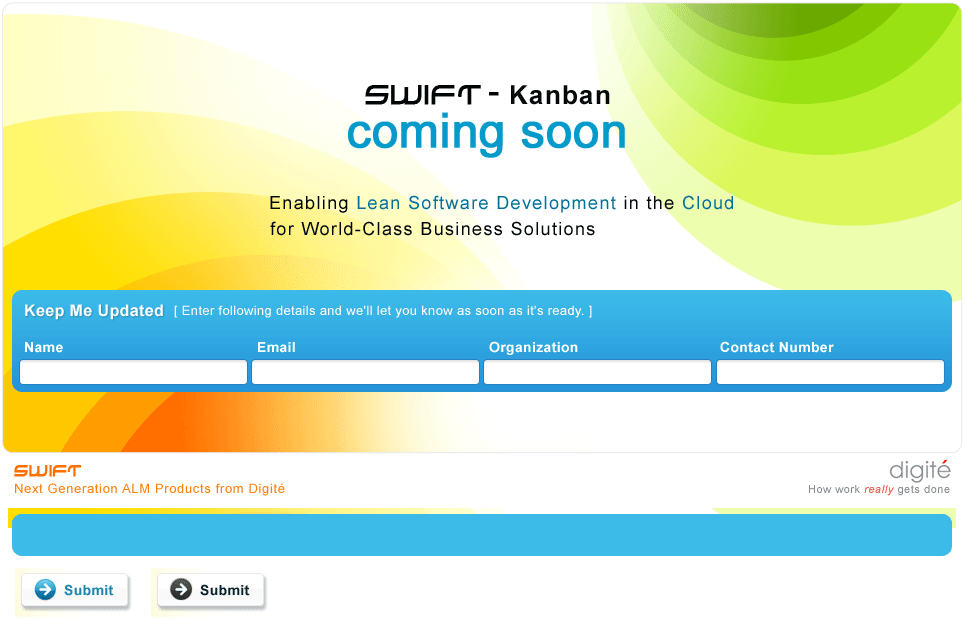 SWIFT - Kanban
coming soon
Enabling Lean Software Development in the Cloud
for World-Class Business Solutions
Keep Me Updated [ Enter following details and we'll let you know as soon as it's ready. ]
Name Email Organization Contact Number
SWIFT
Next Generation ALM Products from Digité
digité
How work really gets done
Submit Submit